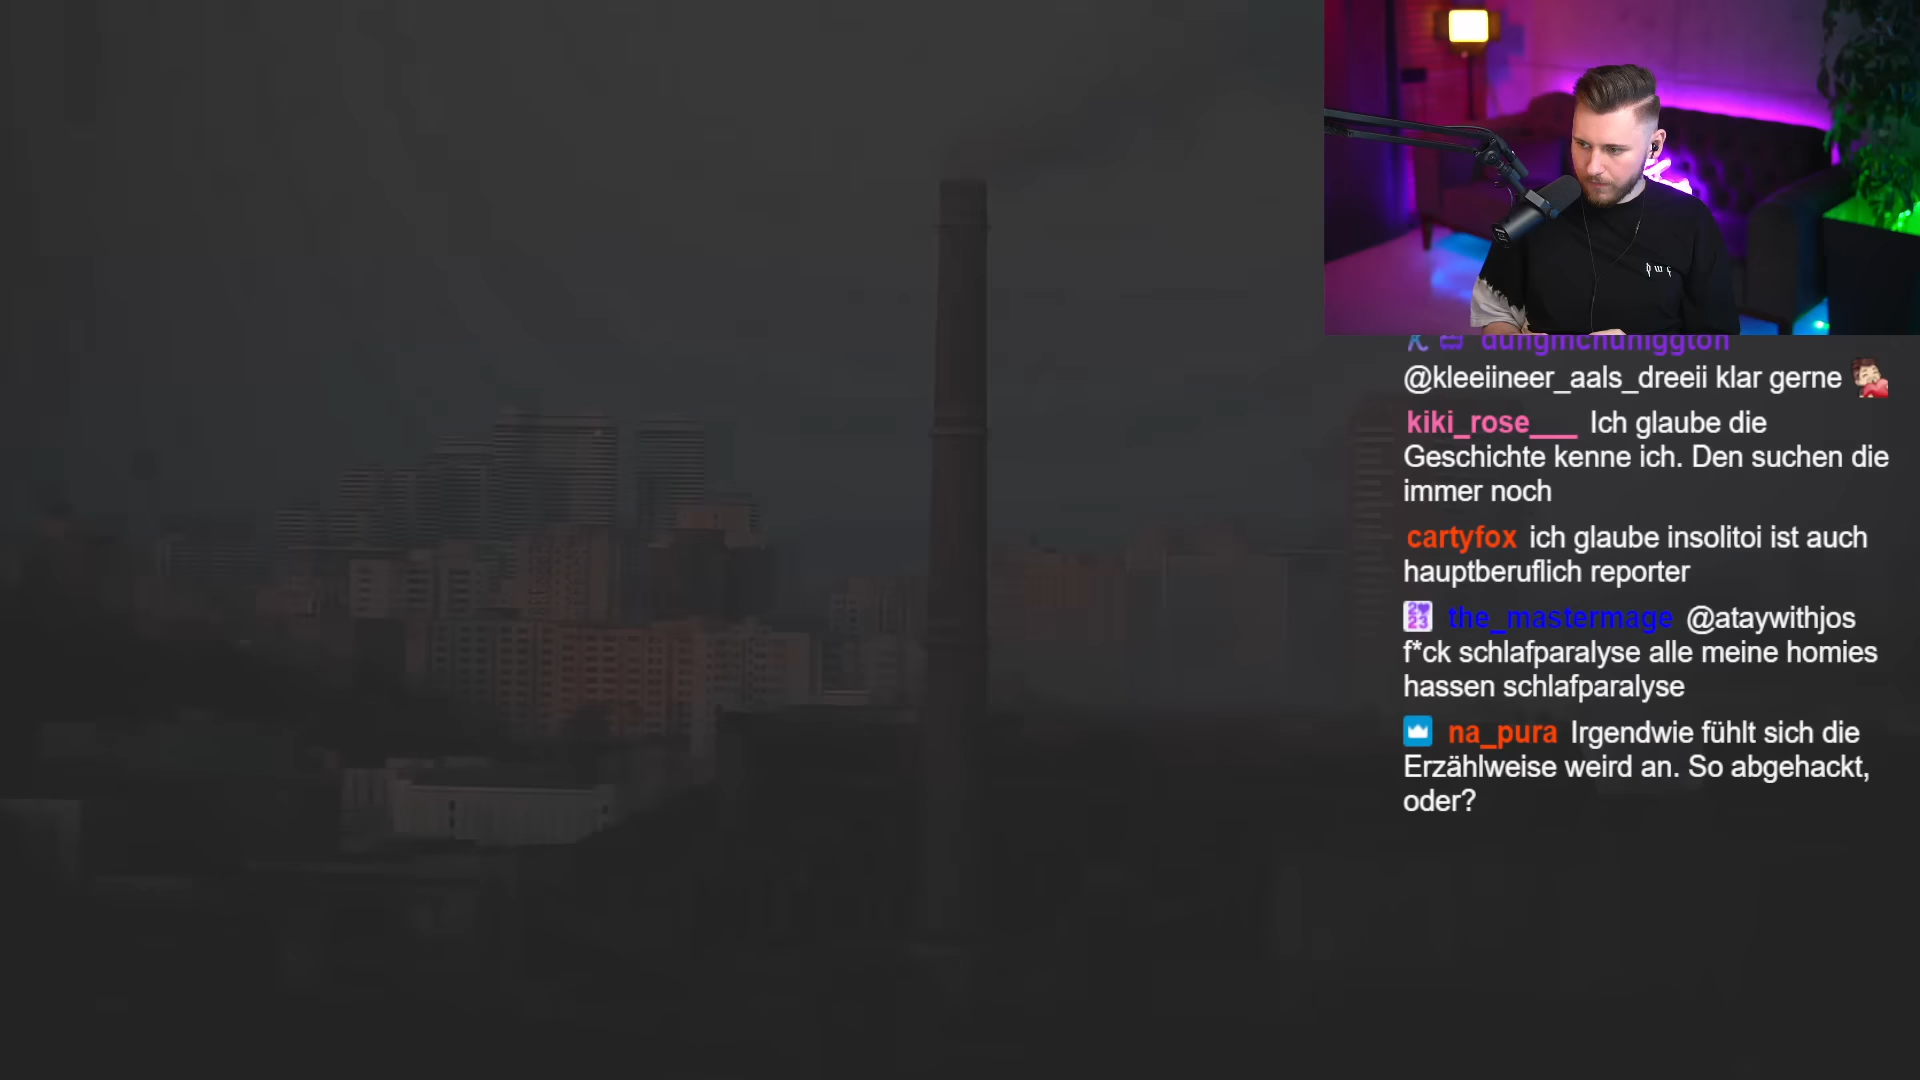 @kleeiineer_aals_dreeii klar gerne
kiki_rose___ Ich glaube die
Geschichte kenne ich. Den suchen die
immer noch
cartyfox ich glaube insolitoi ist auch
hauptberuflich reporter
the_mastermage @ataywithjos
f*ck schlafparalyse alle meine homies
hassen schlafparalyse
na_pura Irgendwie fühlt sich die
Erzählweise weird an. So abgehackt,
oder?